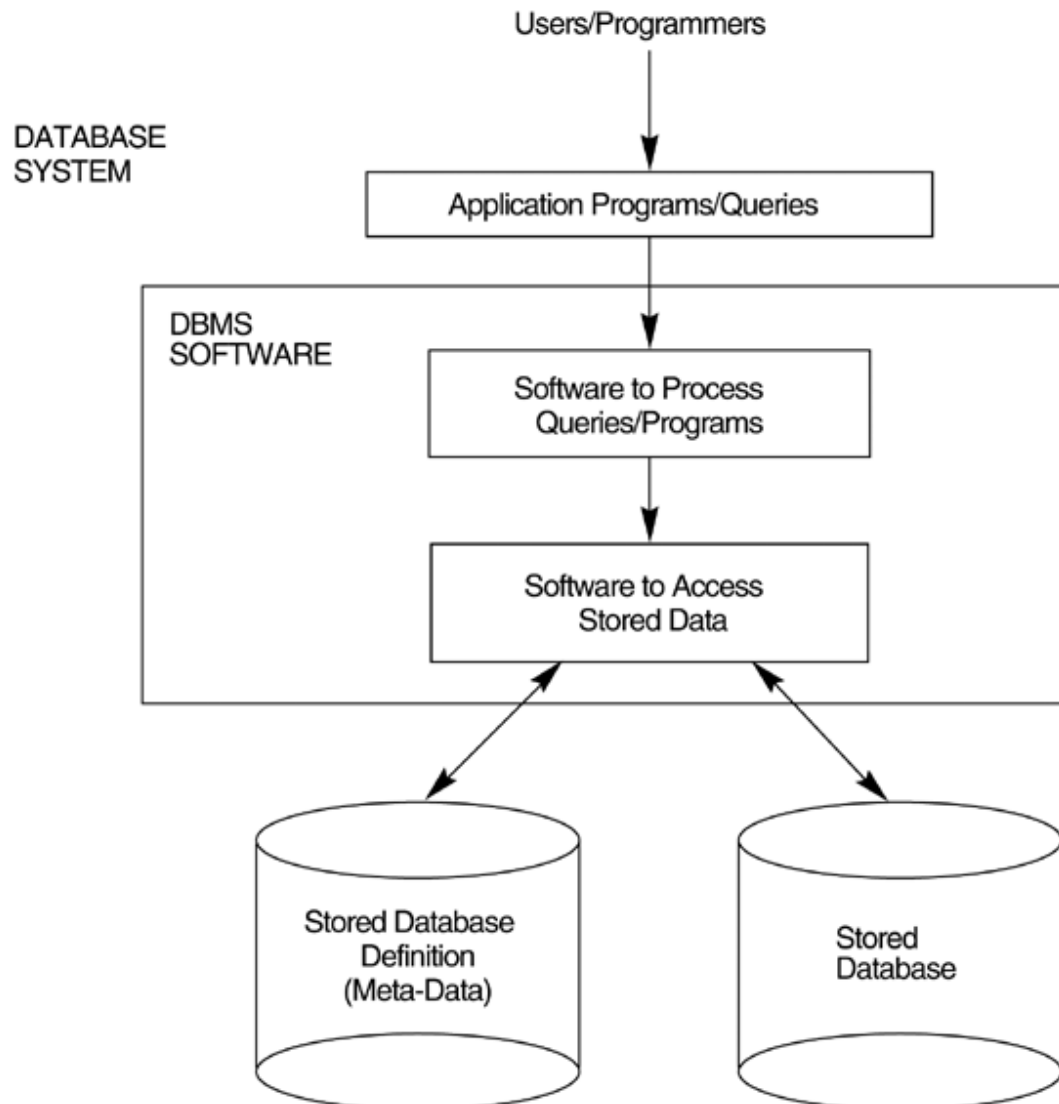 Users/Programmers
DATABASE
SYSTEM
Application Programs/Queries
DBMS
SOFTWARE
Software to Process
Queries/Programs
Software to Access
Stored Data
Stored Database
Definition
(Meta-Data)
Stored
Database